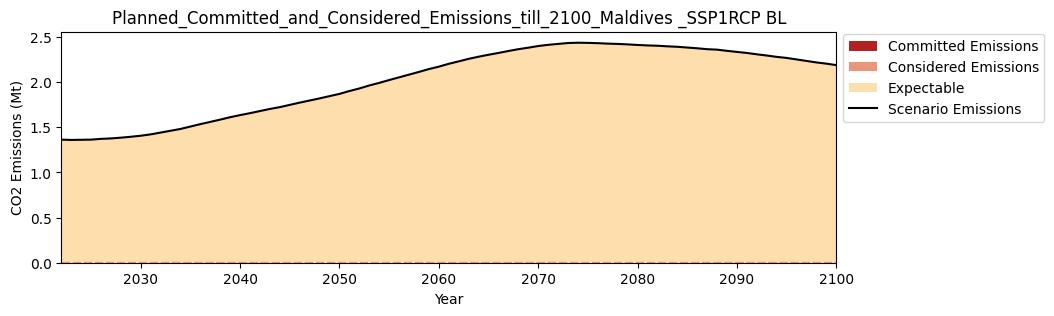 Planned_Committed_and_Considered_Emissions_till_2100_Maldives _SSP1RCP BL
CO2 Emissions (Mt)
2.5
2.0
1.5
1.0
0.5
0.0
2030 2040 2050 2060 2070 2080 2090 2100
Year
Committed Emissions
Considered Emissions
Expectable
Scenario Emissions